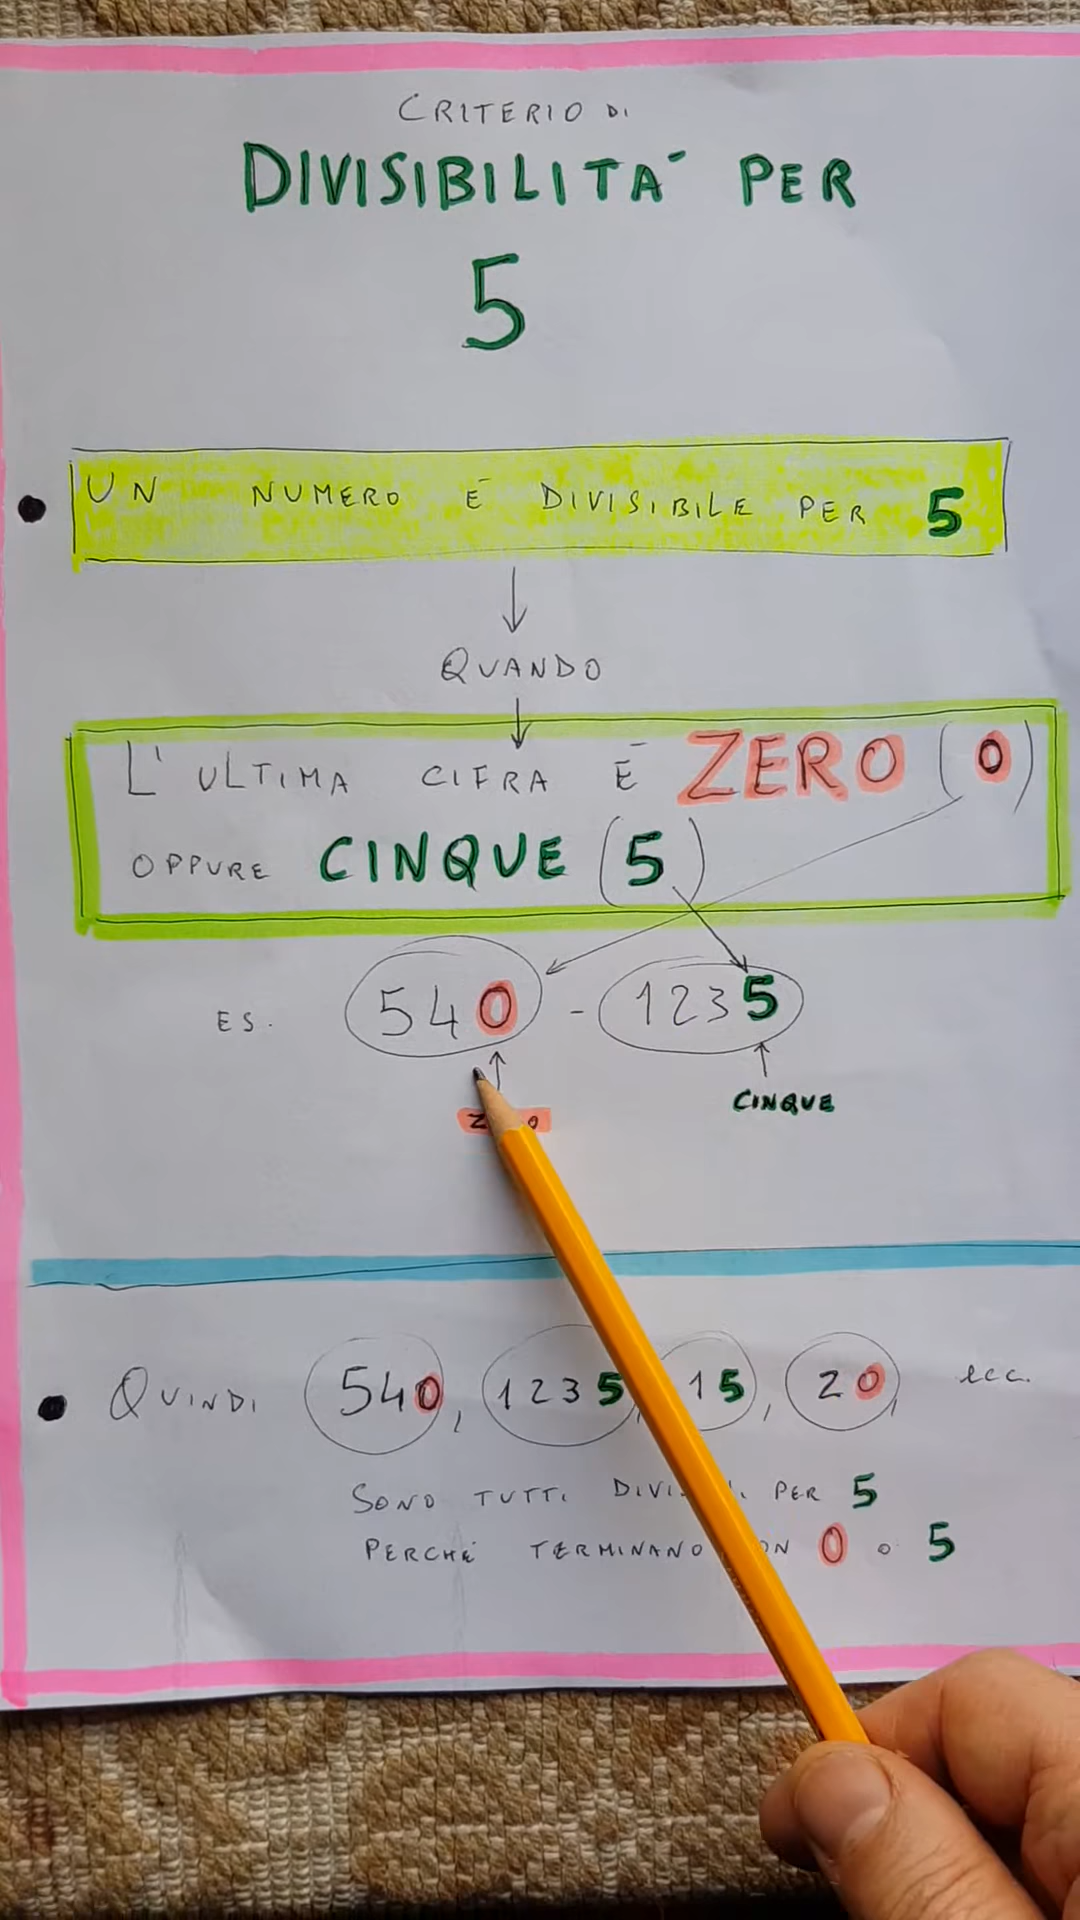 CRITERIO DI
DIVISIBILITA' PER
5
UN NUMERO È DIVISIBILE PER 5
QUANDO
L'ULTIMA CIFRA È ZERO (0)
OPPURE CINQUE (5)
ES. 540 - 1235
CINQUE
QUINDI 540, 1235, 15, 20, ecc.
SONO TUTTI PER 5
PERCHÉ TERMINANO 0 O 5